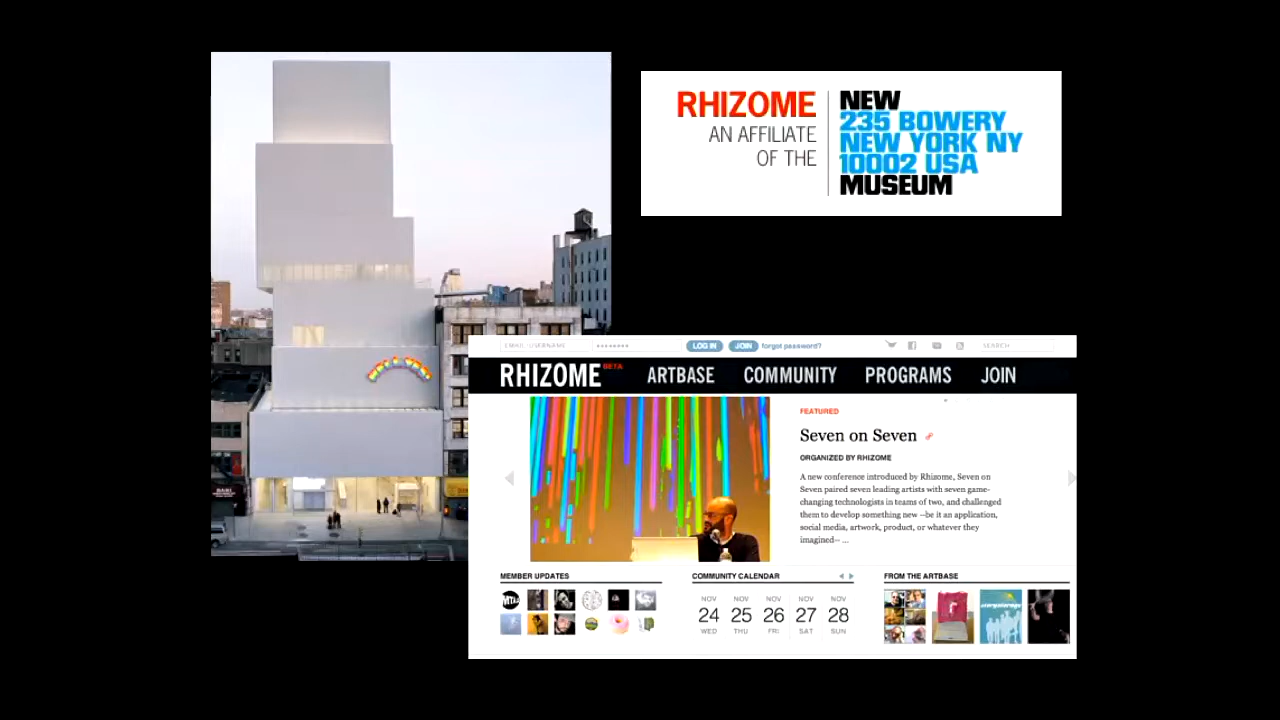 RHIZOME
AN AFFILIATE
OF THE
NEW
235 BOWERY
NEW YORK NY
10002 USA
MUSEUM
EMAIL/USERNAME LOG IN JOIN forgot password? SEARCH
RHIZOME BETA ARTBASE COMMUNITY PROGRAMS JOIN
FEATURED
Seven on Seven
ORGANIZED BY RHIZOME
A new conference introduced by Rhizome, Seven on
Seven paired seven leading artists with seven game-
changing technologists in teams of two, and challenged
them to develop something new --be it an application,
social media, artwork, product, or whatever they
imagined-- ...
MEMBER UPDATES
COMMUNITY CALENDAR
NOV NOV NOV NOV NOV
24 25 26 27 28
WED THU FRI SAT SUN
FROM THE ARTBASE